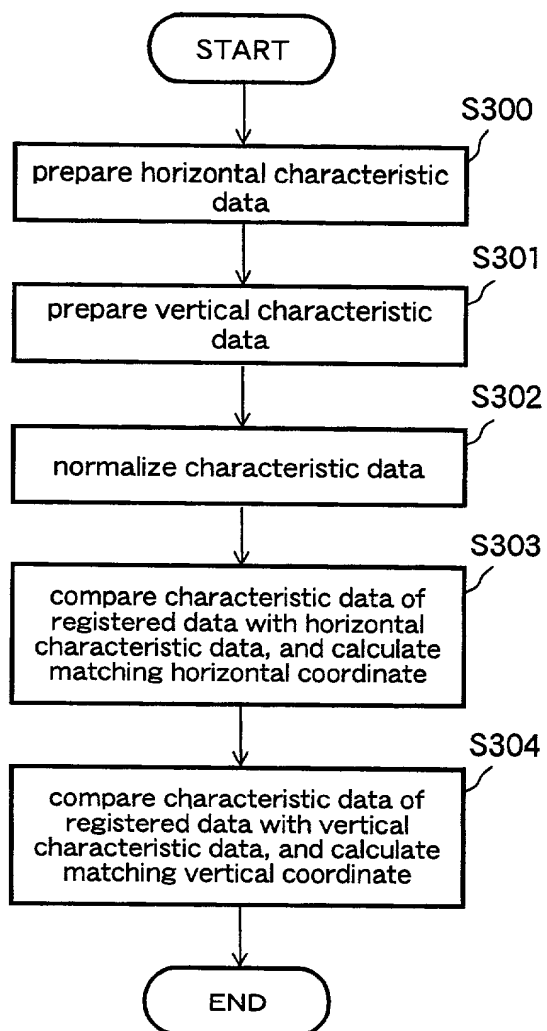 START
S300
prepare horizontal characteristic
data
S301
prepare vertical characteristic
data
S302
normalize characteristic data
S303
compare characteristic data of
registered data with horizontal
characteristic data, and calculate
matching horizontal coordinate
S304
compare characteristic data of
registered data with vertical
characteristic data, and calculate
matching vertical coordinate
END